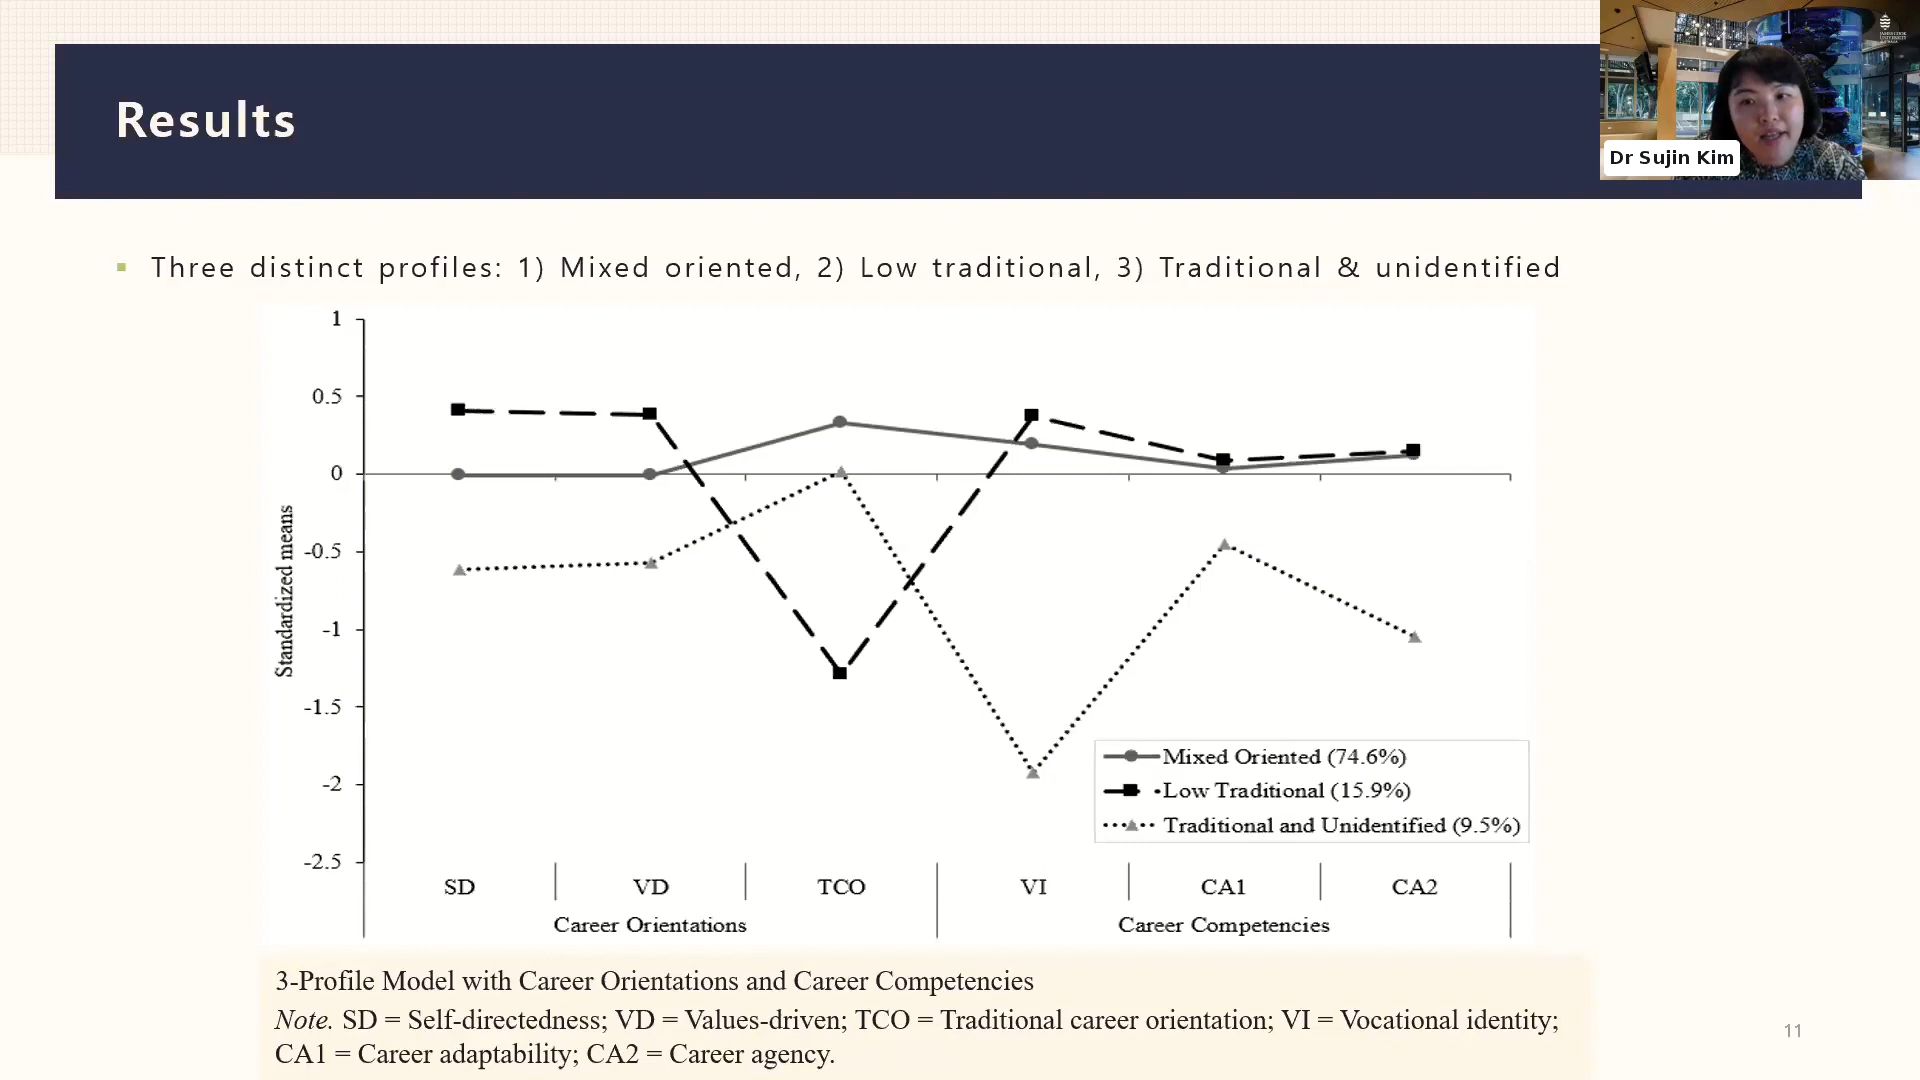 Results
Dr Sujin Kim
Three distinct profiles: 1) Mixed oriented, 2) Low traditional, 3) Traditional & unidentified
1
0.5
0
-0.5
-1
-1.5
-2
-2.5
Standardized means
Mixed Oriented (74.6%)
Low Traditional (15.9%)
Traditional and Unidentified (9.5%)
SD VD TCO VI CA1 CA2
Career Orientations Career Competencies
3-Profile Model with Career Orientations and Career Competencies
Note. SD = Self-directedness; VD = Values-driven; TCO = Traditional career orientation; VI = Vocational identity;
CA1 = Career adaptability; CA2 = Career agency.
11